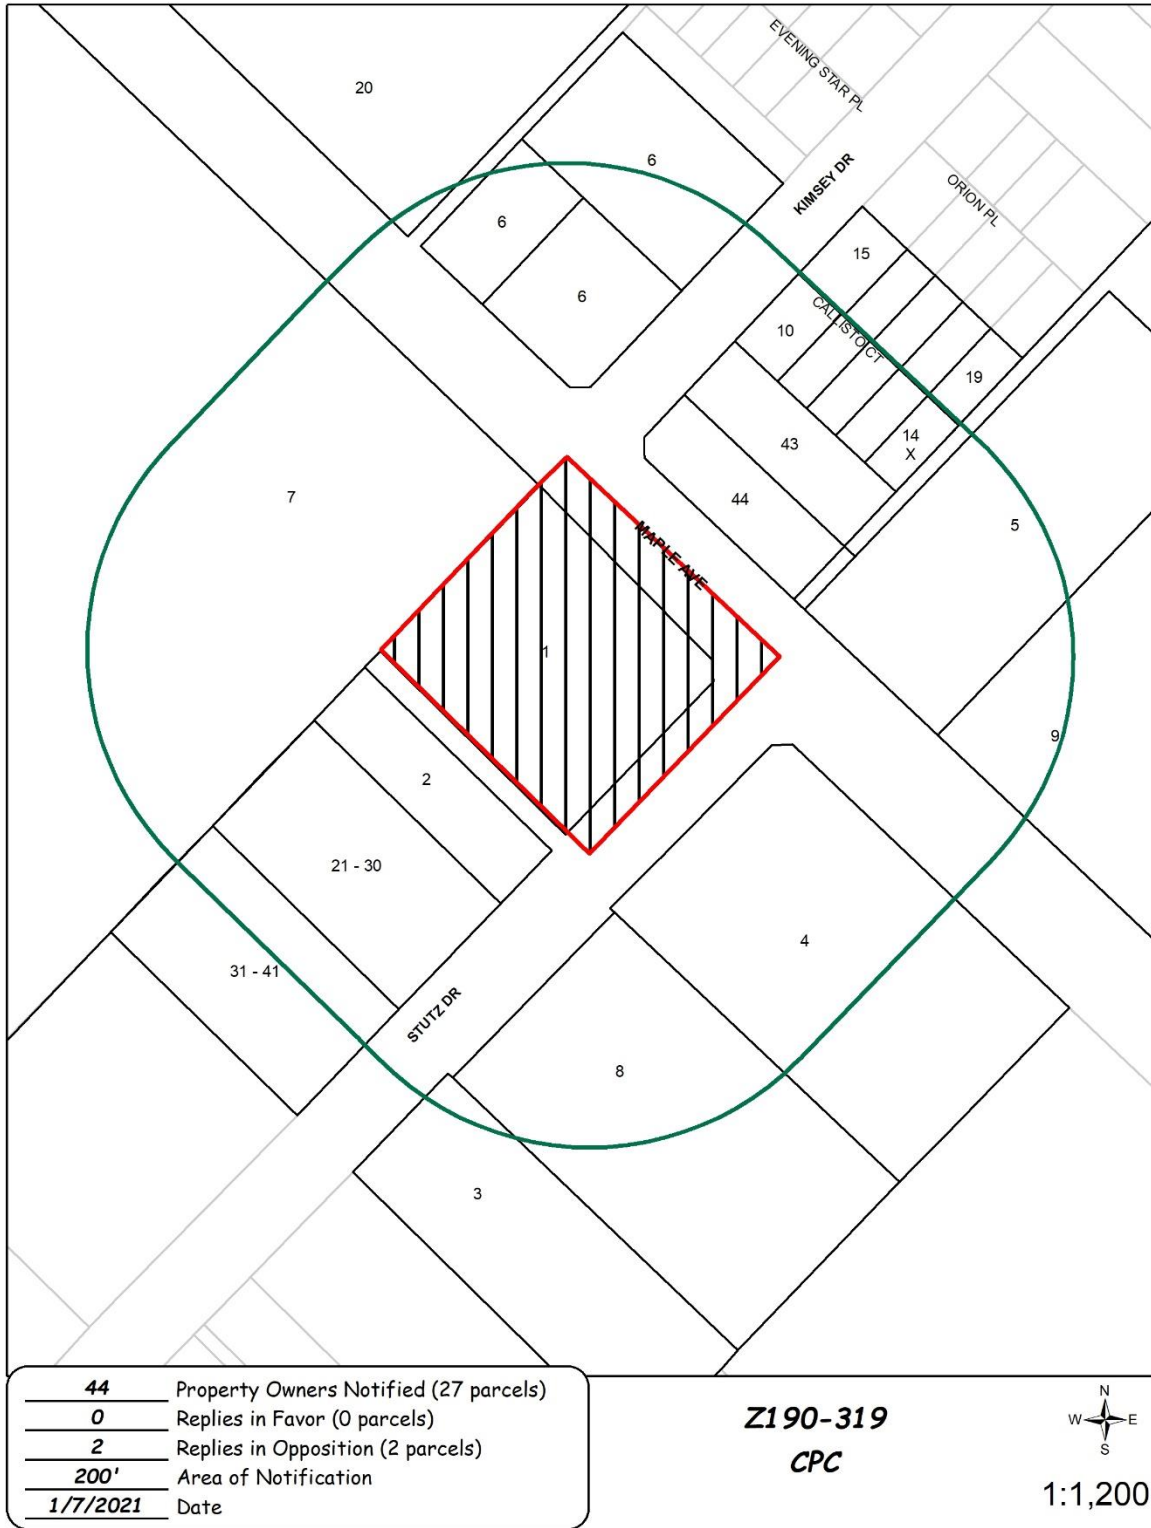 20
EVENING STAR PL
6
KIMSEY DR
ORION PL
6
15
6
CALLISTO CT
10
19
14
X
43
7
44
5
MAPLE AVE
1
9
2
21 - 30
4
31 - 41
STUTZ DR
8
3
44 Property Owners Notified (27 parcels)
0 Replies in Favor (0 parcels)
2 Replies in Opposition (2 parcels)
200' Area of Notification
1/7/2021 Date
Z190-319
CPC
N
W E
S
1:1,200